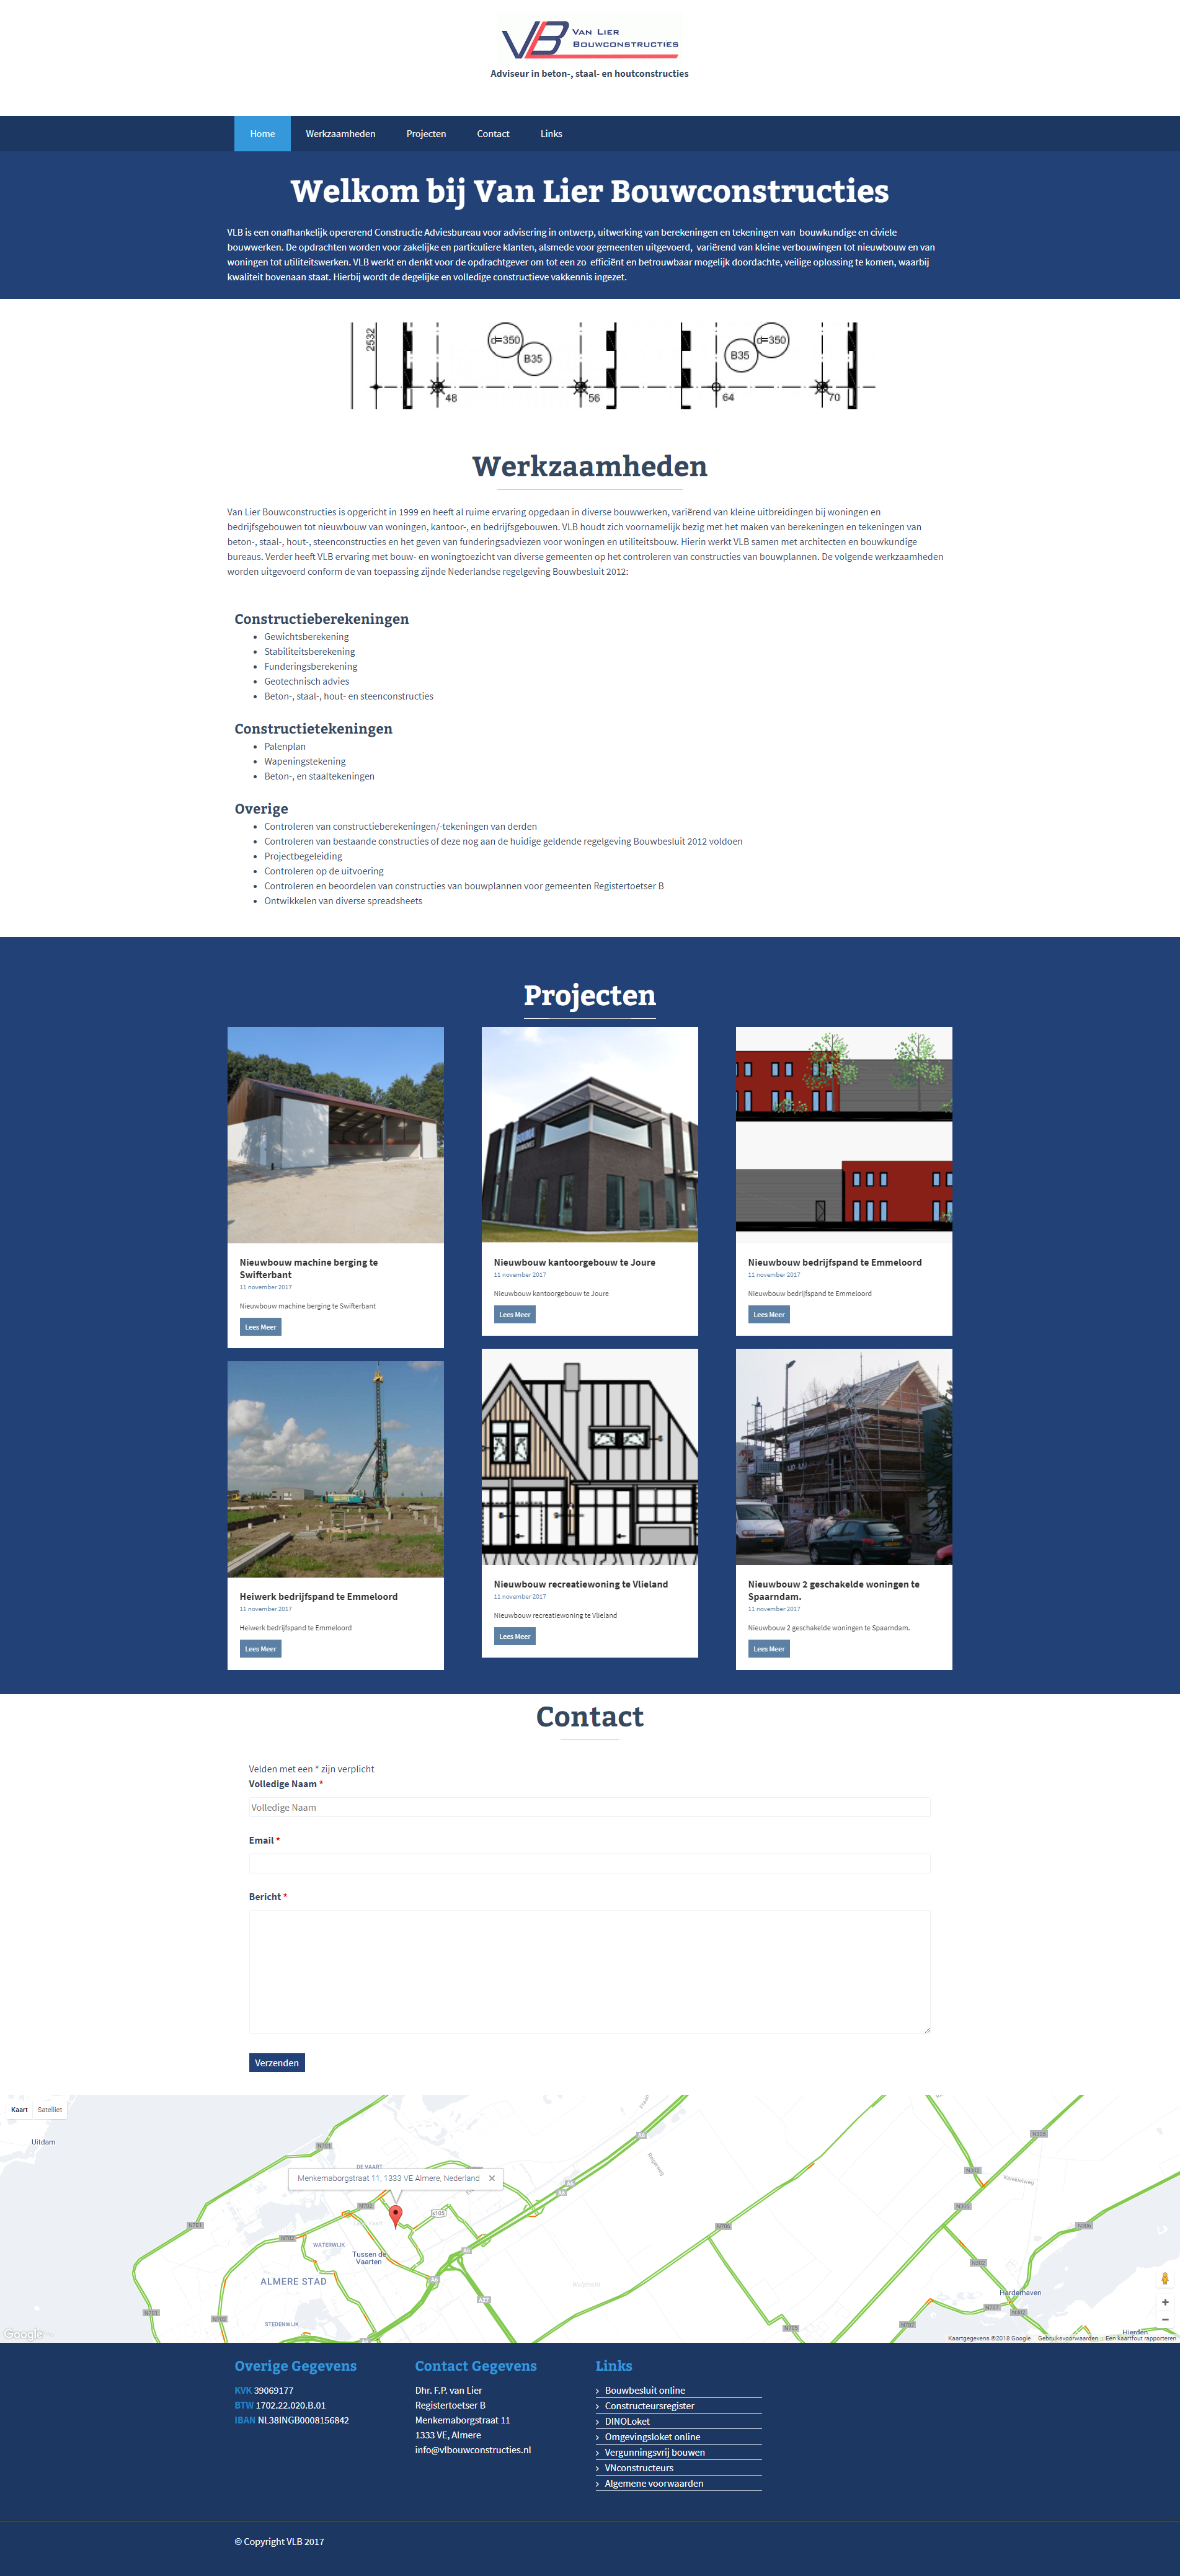 VB Van Lier
Bouwconstructies
Adviseur in beton-, staal- en houtconstructies
Home Werkzaamheden Projecten Contact Links
Welkom bij Van Lier Bouwconstructies
VLB is een onafhankelijk opererend Constructie Adviesbureau voor advisering in ontwerp, uitwerking van berekeningen en tekeningen van bouwkundige en civiele
bouwwerken. De opdrachten worden voor zakelijke en particuliere klanten, alsmede voor gemeenten uitgevoerd, variërend van kleine verbouwingen tot nieuwbouw en van
woningen tot utiliteitswerken. VLB werkt en denkt voor de opdrachtgever om tot een zo efficiënt en betrouwbaar mogelijk doordachte, veilige oplossing te komen, waarbij
kwaliteit bovenaan staat. Hierbij wordt de degelijke en volledige constructieve vakkennis ingezet.
2532 d=350 B35 B35 d=350
48 56 64 70
Werkzaamheden
Van Lier Bouwconstructies is opgericht in 1999 en heeft al ruime ervaring opgedaan in diverse bouwwerken, variërend van kleine uitbreidingen bij woningen en
bedrijfsgebouwen tot nieuwbouw van woningen, kantoor-, en bedrijfsgebouwen. VLB houdt zich voornamelijk bezig met het maken van berekeningen en tekeningen van
beton-, staal-, hout-, steenconstructies en het geven van funderingsadviezen voor woningen en utiliteitsbouw. Hierin werkt VLB samen met architecten en bouwkundige
bureaus. Verder heeft VLB ervaring met bouw- en woningtoezicht van diverse gemeenten op het controleren van constructies van bouwplannen. De volgende werkzaamheden
worden uitgevoerd conform de van toepassing zijnde Nederlandse regelgeving Bouwbesluit 2012:
Constructieberekeningen
• Gewichtsberekening
• Stabiliteitsberekening
• Funderingsberekening
• Geotechnisch advies
• Beton-, staal-, hout- en steenconstructies
Constructietekeningen
• Palenplan
• Wapeningstekening
• Beton-, en staaltekeningen
Overige
• Controleren van constructieberekeningen/-tekeningen van derden
• Controleren van bestaande constructies of deze nog aan de huidige geldende regelgeving Bouwbesluit 2012 voldoen
• Projectbegeleiding
• Controleren op de uitvoering
• Controleren en beoordelen van constructies van bouwplannen voor gemeenten Registertoetser B
• Ontwikkelen van diverse spreadsheets
Projecten
Nieuwbouw machine berging te
Swifterbant
11 november 2017
Nieuwbouw machine berging te Swifterbant
Lees Meer
Nieuwbouw kantoorgebouw te Joure
11 november 2017
Nieuwbouw kantoorgebouw te Joure
Lees Meer
Nieuwbouw bedrijfspand te Emmeloord
11 november 2017
Nieuwbouw bedrijfspand te Emmeloord
Lees Meer
Heiwerk bedrijfspand te Emmeloord
11 november 2017
Heiwerk bedrijfspand te Emmeloord
Lees Meer
Nieuwbouw recreatiewoning te Vlieland
11 november 2017
Nieuwbouw recreatiewoning te Vlieland
Lees Meer
Nieuwbouw 2 geschakelde woningen te
Spaarndam.
11 november 2017
Nieuwbouw 2 geschakelde woningen te Spaarndam.
Lees Meer
Contact
Velden met een * zijn verplicht
Volledige Naam *
Volledige Naam
Email *
Bericht *
Verzenden
Kaart Satelliet
Uitdam
N701
DE VAART
Menkemaborgstraat 11, 1333 VE Almere, Nederland ×
N702 s105
N701 N702
WATERWIJK
Tussen de
Vaarten
ALMERE STAD
STEDENWIJK
A6 A6 A27
N701 N702
N705 N705
N305 N302 N305 N306 N302
Harderhaven
Hierden
Google
Kaartgegevens ©2018 Google Gebruiksvoorwaarden Een kaartfout rapporteren
Overige Gegevens
KVK 39069177
BTW 1702.22.020.B.01
IBAN NL38INGB0008156842
Contact Gegevens
Dhr. F.P. van Lier
Registertoetser B
Menkemaborgstraat 11
1333 VE, Almere
info@vlbouwconstructies.nl
Links
› Bouwbesluit online
› Constructeursregister
› DINOLoket
› Omgevingsloket online
› Vergunningsvrij bouwen
› VNconstructeurs
› Algemene voorwaarden
© Copyright VLB 2017